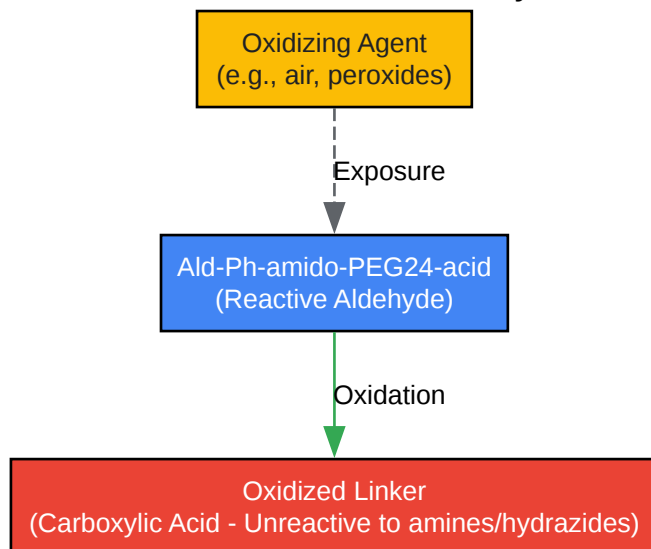 Oxidizing Agent
(e.g., air, peroxides)
Exposure
Ald-Ph-amido-PEG24-acid
(Reactive Aldehyde)
Oxidation
Oxidized Linker
(Carboxylic Acid - Unreactive to amines/hydrazides)